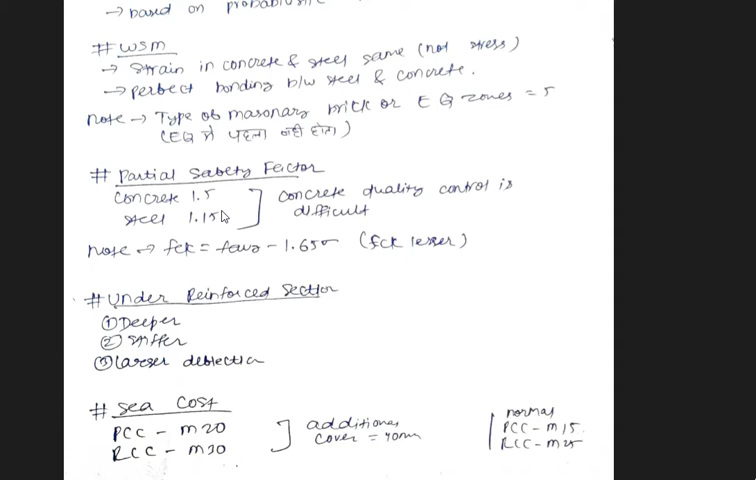 → based on
# WSM
→ strain in concrete & steel same (not stress)
→ perfect bonding b/w steel & concrete.
note → Type of masonary brick or EQ zones = 5
(EQ में पहला नहीं होता)
# Partial Safety Factor
concrete 1.5
steel 1.15
] concrete quality control is difficult
note → fck = favg - 1.65σ (fck lesser)
# Under Reinforced Section
① Deeper
② stiffer
③ Larger deflection
# Sea Cost
PCC - M20
RCC - M30
] additional cover = 40mm
normal
PCC - M15
RCC - M25